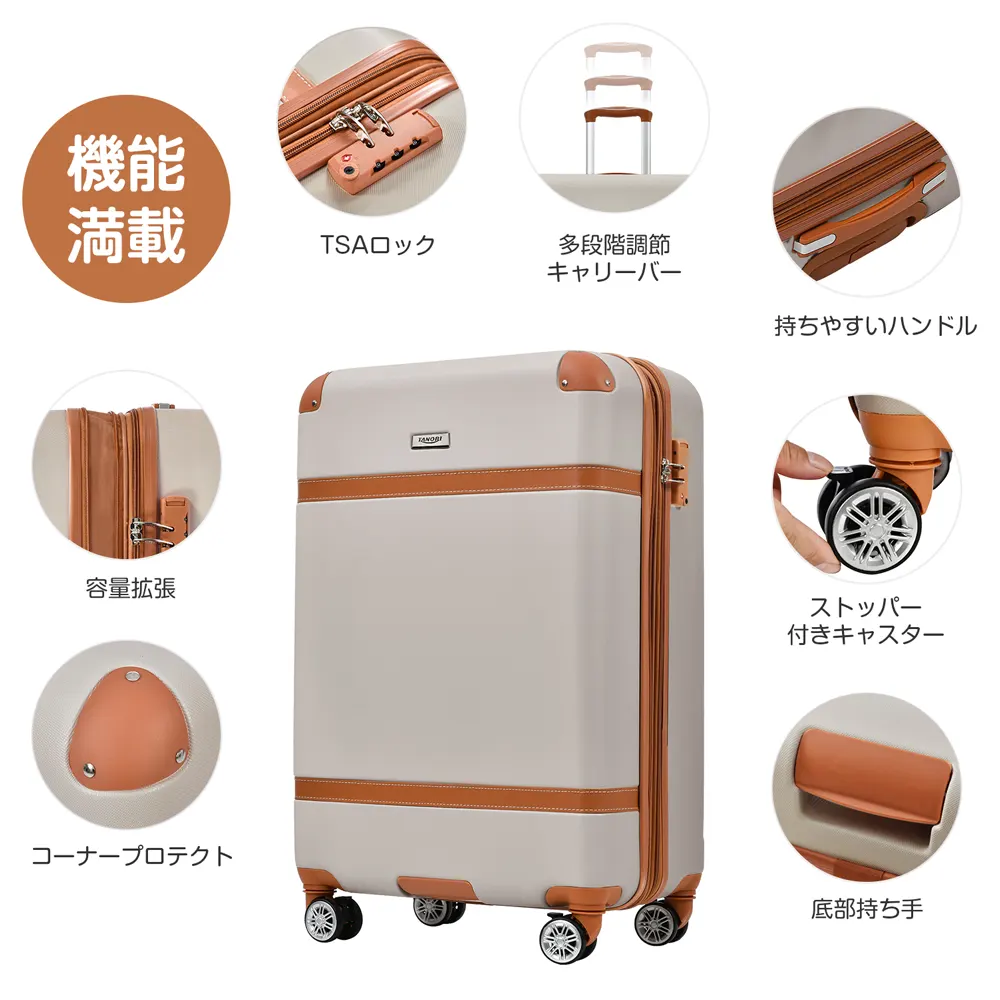 機能
満載
TSAロック
多段階調節
キャリーバー
持ちやすいハンドル
TANOBI
容量拡張
ストッパー
付きキャスター
コーナープロテクト
底部持ち手